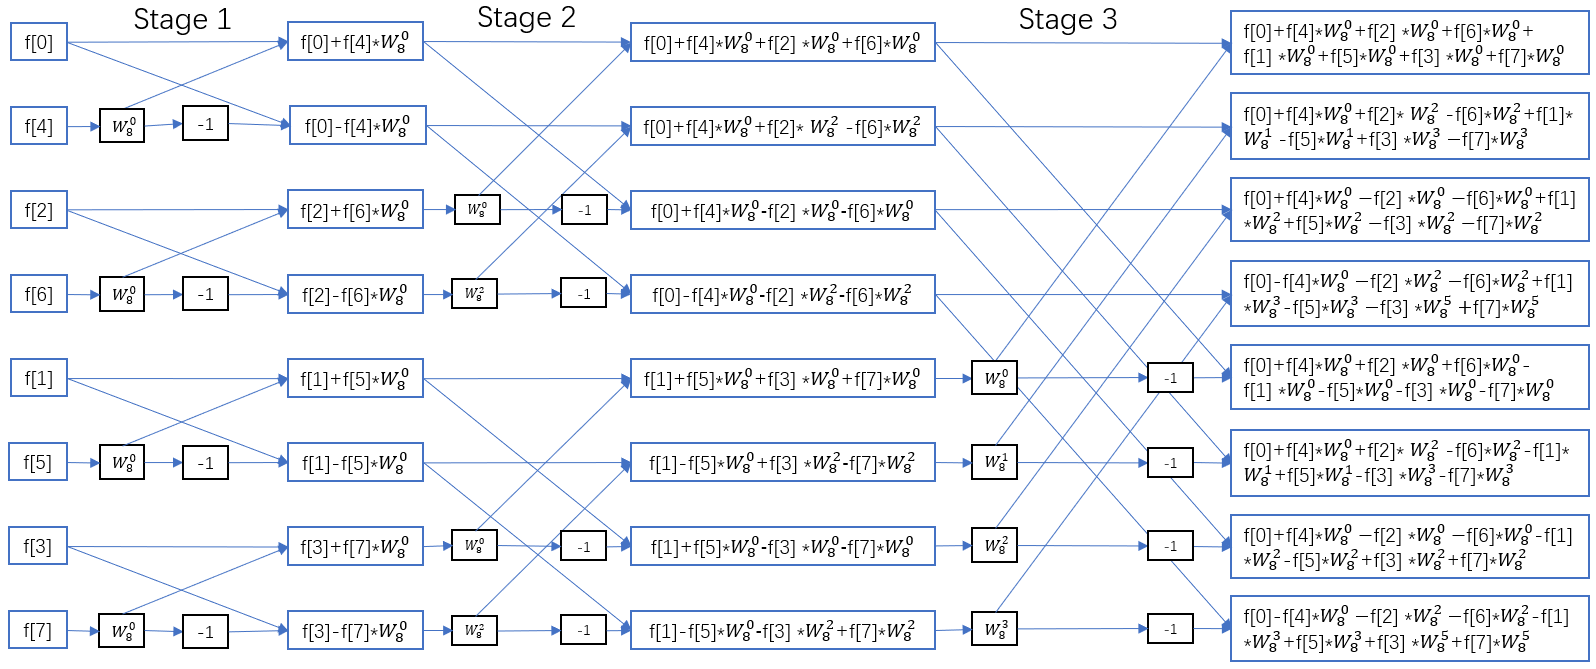 Stage 1
Stage 2
Stage 3
f[0]
f[0]+f[4]*W₈⁰
f[0]+f[4]*W₈⁰+f[2] *W₈⁰+f[6]*W₈⁰
f[0]+f[4]*W₈⁰+f[2] *W₈⁰+f[6]*W₈⁰+
f[1] *W₈⁰+f[5]*W₈⁰+f[3] *W₈⁰+f[7]*W₈⁰
f[4]
W₈⁰
-1
f[0]-f[4]*W₈⁰
f[0]+f[4]*W₈⁰+f[2]* W₈² -f[6]*W₈²
f[0]+f[4]*W₈⁰+f[2]* W₈² -f[6]*W₈²+f[1]*
W₈¹ -f[5]*W₈¹+f[3] *W₈³ −f[7]*W₈³
f[2]
f[2]+f[6]*W₈⁰
W₈⁰
-1
f[0]+f[4]*W₈⁰-f[2] *W₈⁰-f[6]*W₈⁰
f[0]+f[4]*W₈⁰ −f[2] *W₈⁰ −f[6]*W₈⁰+f[1]
*W₈²+f[5]*W₈² −f[3] *W₈² −f[7]*W₈²
f[6]
W₈⁰
-1
f[2]-f[6]*W₈⁰
W₈²
-1
f[0]-f[4]*W₈⁰-f[2] *W₈²-f[6]*W₈²
f[0]-f[4]*W₈⁰ −f[2] *W₈² −f[6]*W₈²+f[1]
*W₈³-f[5]*W₈³ −f[3] *W₈⁵ +f[7]*W₈⁵
f[1]
f[1]+f[5]*W₈⁰
f[1]+f[5]*W₈⁰+f[3] *W₈⁰+f[7]*W₈⁰
W₈⁰
-1
f[0]+f[4]*W₈⁰+f[2] *W₈⁰+f[6]*W₈⁰-
f[1] *W₈⁰-f[5]*W₈⁰-f[3] *W₈⁰-f[7]*W₈⁰
f[5]
W₈⁰
-1
f[1]-f[5]*W₈⁰
f[1]-f[5]*W₈⁰+f[3] *W₈²-f[7]*W₈²
W₈¹
-1
f[0]+f[4]*W₈⁰+f[2]* W₈² -f[6]*W₈²-f[1]*
W₈¹+f[5]*W₈¹-f[3] *W₈³-f[7]*W₈³
f[3]
f[3]+f[7]*W₈⁰
W₈⁰
-1
f[1]+f[5]*W₈⁰-f[3] *W₈⁰-f[7]*W₈⁰
W₈²
-1
f[0]+f[4]*W₈⁰ −f[2] *W₈⁰ −f[6]*W₈⁰-f[1]
*W₈²-f[5]*W₈²+f[3] *W₈²+f[7]*W₈²
f[7]
W₈⁰
-1
f[3]-f[7]*W₈⁰
W₈²
-1
f[1]-f[5]*W₈⁰-f[3] *W₈²+f[7]*W₈²
W₈³
-1
f[0]-f[4]*W₈⁰ −f[2] *W₈² −f[6]*W₈²-f[1]
*W₈³+f[5]*W₈³+f[3] *W₈⁵+f[7]*W₈⁵